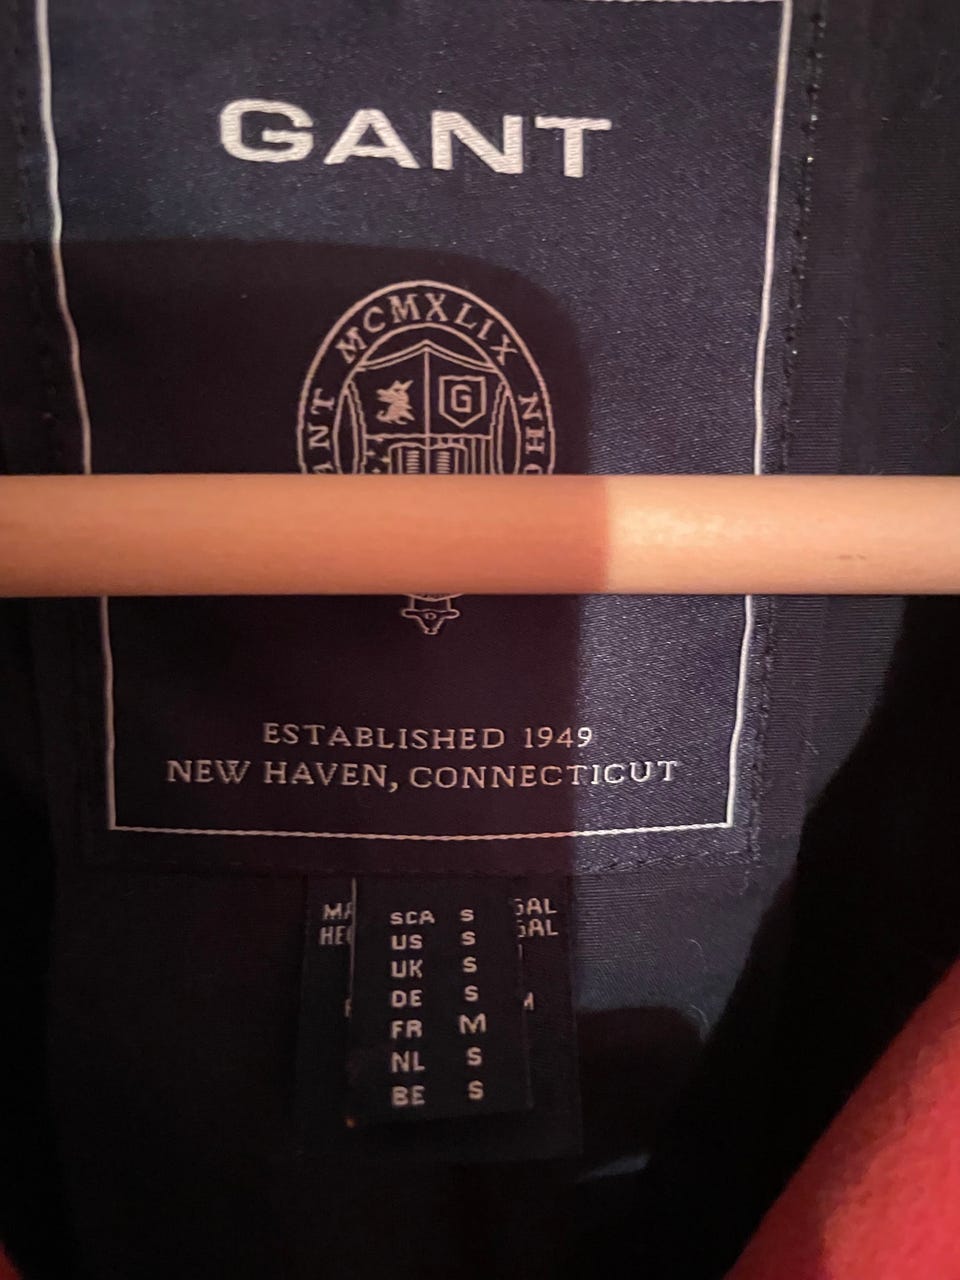 GANT
MCMXLIX
G
ESTABLISHED 1949
NEW HAVEN, CONNECTICUT
SCA S
US S
UK S
DE S
FR M
NL S
BE S